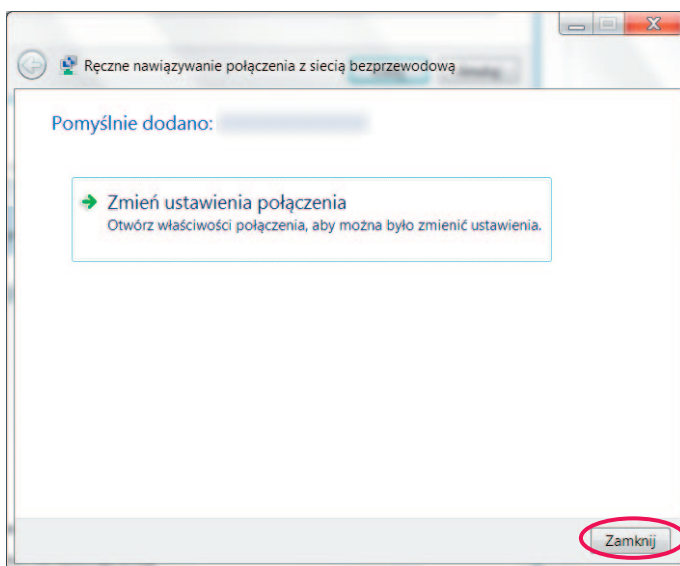 Ręczne nawiązywanie połączenia z siecią bezprzewodową
Pomyślnie dodano:
Zmień ustawienia połączenia
Otwórz właściwości połączenia, aby można było zmienić ustawienia.
Zamknij